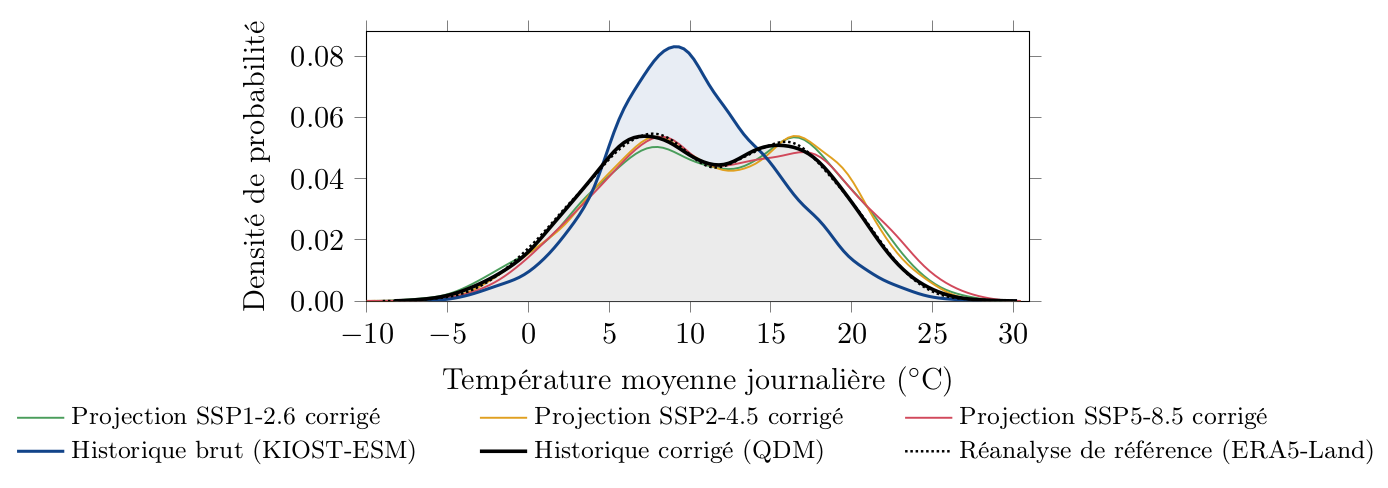 Densité de probabilité
0.08
0.06
0.04
0.02
0.00
−10 −5 0 5 10 15 20 25 30
Température moyenne journalière (°C)
Projection SSP1-2.6 corrigé Projection SSP2-4.5 corrigé Projection SSP5-8.5 corrigé
Historique brut (KIOST-ESM) Historique corrigé (QDM) Réanalyse de référence (ERA5-Land)